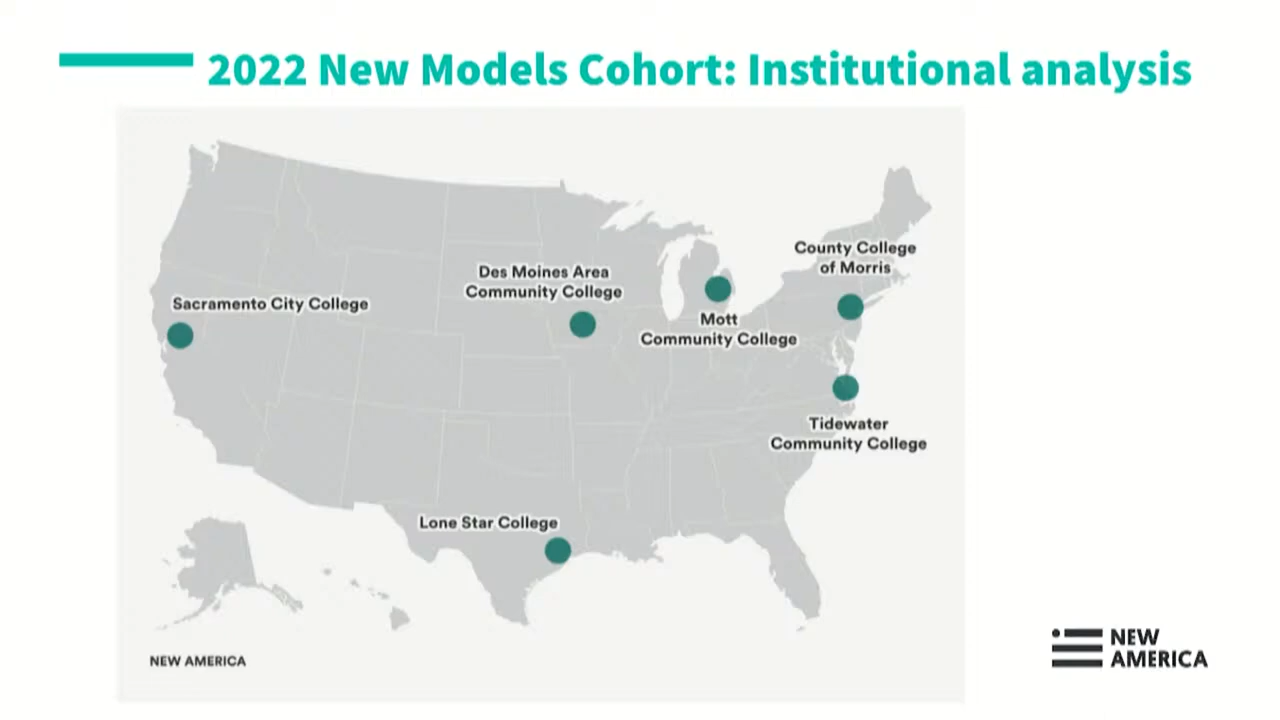 2022 New Models Cohort: Institutional analysis
County College
of Morris
Des Moines Area
Community College
Sacramento City College
Mott
Community College
Tidewater
Community College
Lone Star College
NEW AMERICA
NEW
AMERICA